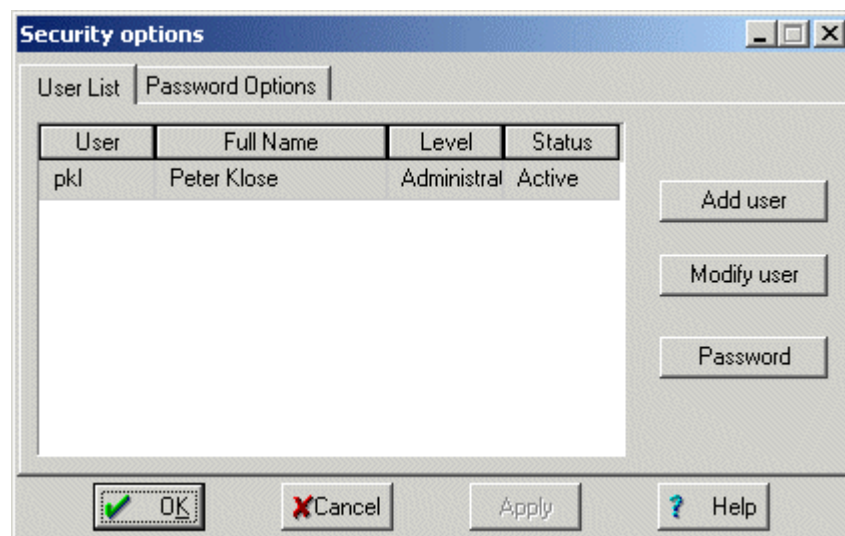 Security options
User List Password Options
User Full Name Level Status
pkl Peter Klose Administral Active
Add user
Modify user
Password
OK Cancel Apply ? Help